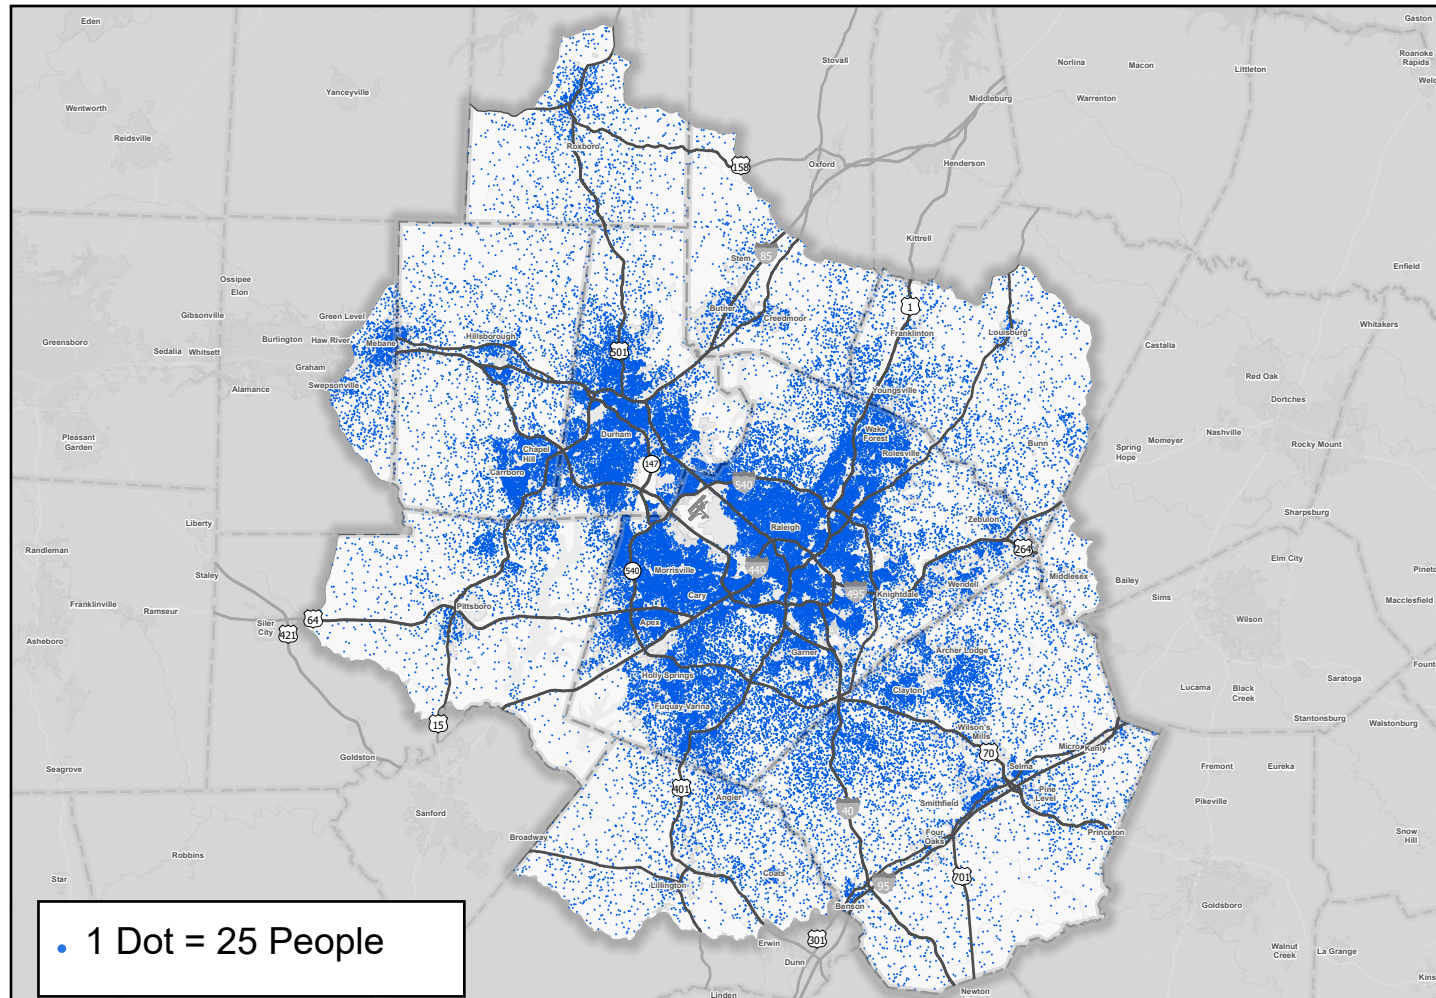 Eden
Gaston
Stovall
Roanoke
Rapids
Norlina
Macon
Littleton
Yanceyville
Middleburg
Warrenton
Wentworth
Reidsville
Roxboro
158
Oxford
Henderson
Kittrell
Stem
85
Enfield
Ossipee
Elon
Gibsonville
Green Level
Butner
Creedmoor
1
Whitakers
Greensboro
Burlington
Haw River
Mebane
Hillsborough
501
Franklinton
Louisburg
Castalia
Sedalia
Whitsett
Graham
Swepsonville
Alamance
Red Oak
Dortches
Youngsville
Pleasant
Garden
Durham
Wake
Forest
Rolesville
Bunn
Nashville
Momeyer
Rocky Mount
Spring
Hope
Chapel
Hill
Carrboro
147
540
Liberty
Raleigh
Zebulon
Sharpsburg
Randleman
Staley
264
Elm City
540
Morrisville
440
Middlesex
Bailey
Wendell
495
Knightdale
Cary
Sims
Macclesfield
Franklinville
Ramseur
Pittsboro
64
Siler
City
421
Apex
Wilson
Asheboro
Garner
Archer Lodge
Holly Springs
Clayton
Saratoga
Lucama
Black
Creek
Fuquay-Varina
15
Stantonsburg
Walstonburg
Wilson's
Mills
70
Micro
Kenly
Goldston
Seagrove
Selma
Fremont
Eureka
401
Angier
Pine
Level
Smithfield
40
Pikeville
Sanford
Broadway
Four
Oaks
Princeton
Snow
Hill
Robbins
Star
Lillington
Coats
95
701
Benson
Goldsboro
Erwin
301
Dunn
Walnut
Creek
La Grange
Linden
Newton
1 Dot = 25 People